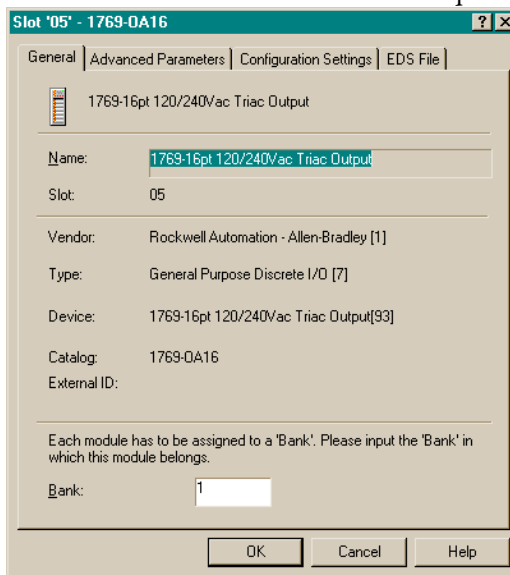 Slot '05' - 1769-OA16
General Advanced Parameters Configuration Settings EDS File
1769-16pt 120/240Vac Triac Output
Name: 1769-16pt 120/240Vac Triac Output
Slot: 05
Vendor: Rockwell Automation - Allen-Bradley [1]
Type: General Purpose Discrete I/O [7]
Device: 1769-16pt 120/240Vac Triac Output[93]
Catalog: 1769-OA16
External ID:
Each module has to be assigned to a 'Bank'. Please input the 'Bank' in
which this module belongs.
Bank: 1
OK Cancel Help